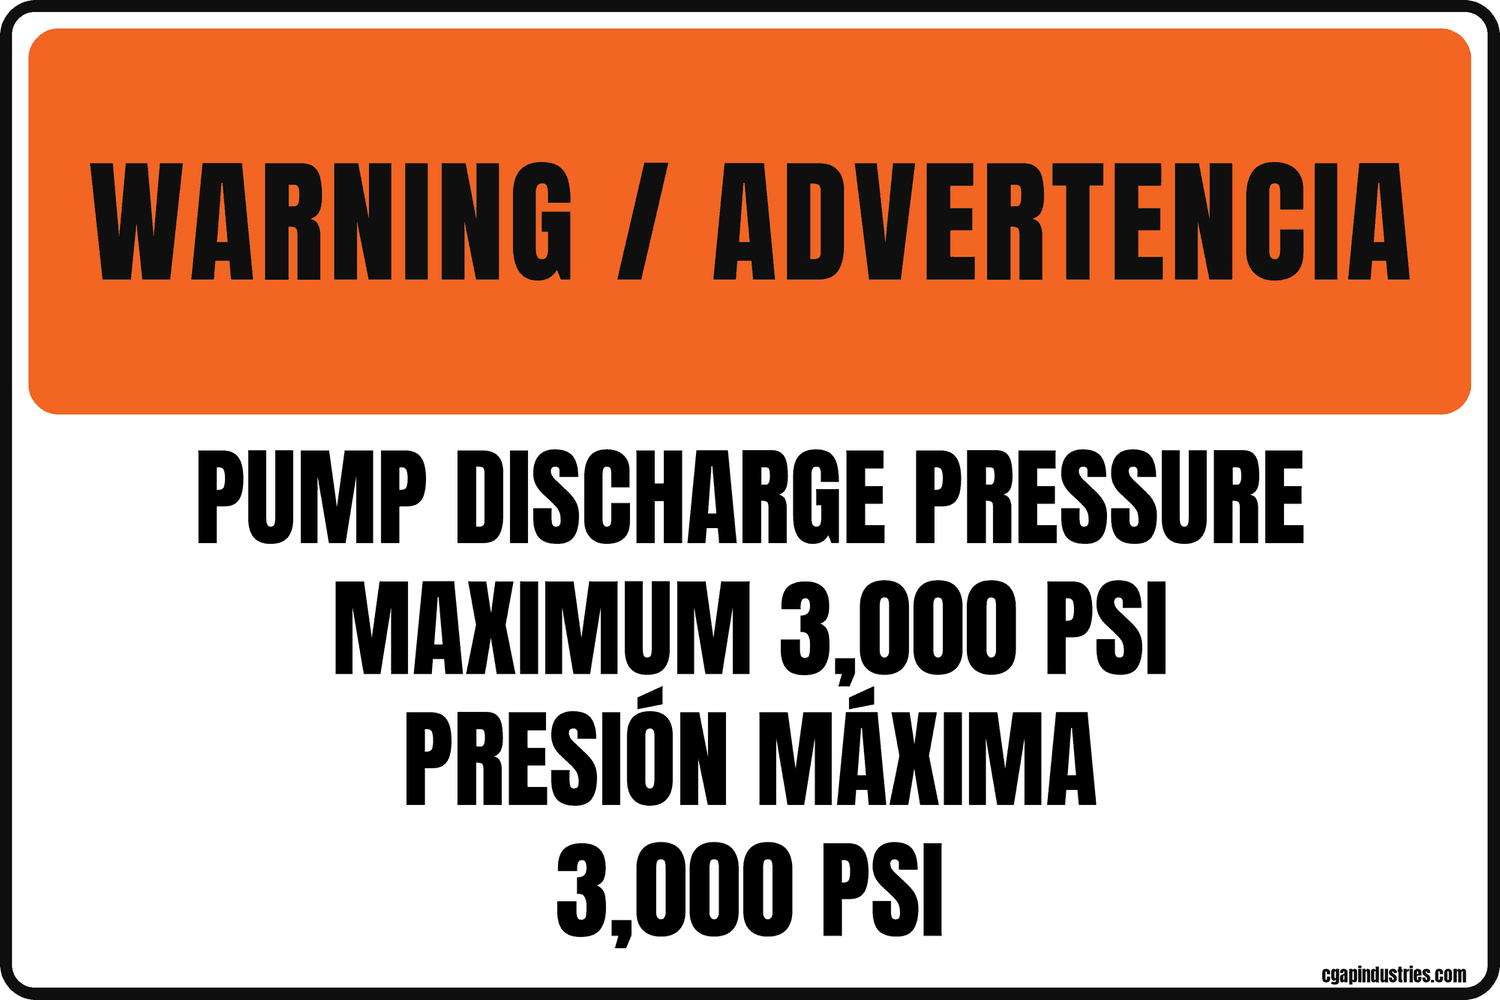 WARNING / ADVERTENCIA
PUMP DISCHARGE PRESSURE
MAXIMUM 3,000 PSI
PRESIÓN MÁXIMA
3,000 PSI
cgapindustries.com